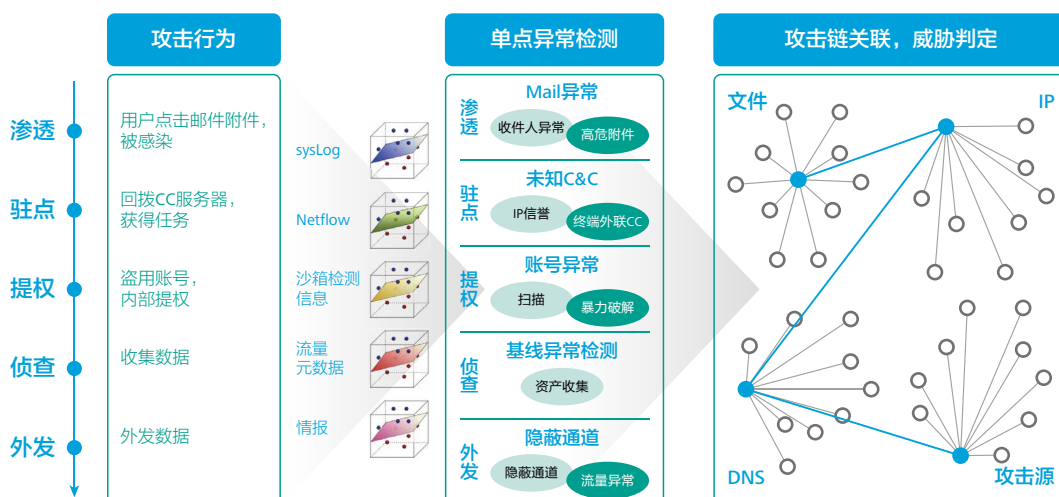 攻击行为
单点异常检测
攻击链关联，威胁判定
渗透
驻点
提权
侦查
外发
用户点击邮件附件，
被感染
回拨CC服务器，
获得任务
盗用账号，
内部提权
收集数据
外发数据
sysLog
Netflow
沙箱检测
信息
流量
元数据
情报
渗透
Mail异常
收件人异常
高危附件
驻点
未知C&C
IP信誉
终端外联CC
提权
账号异常
扫描
暴力破解
侦查
基线异常检测
资产收集
外发
隐蔽通道
隐蔽通道
流量异常
文件
IP
DNS
攻击源